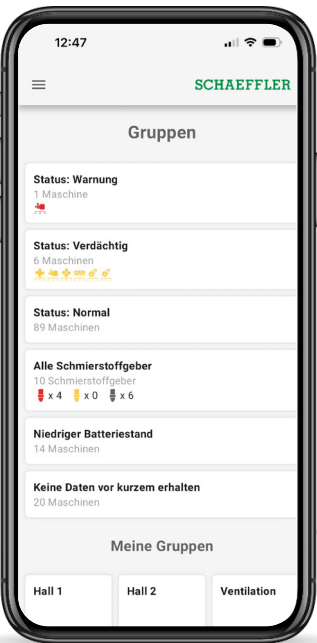 12:47
SCHAEFFLER
Gruppen
Status: Warnung
1 Maschine
Status: Verdächtig
6 Maschinen
Status: Normal
89 Maschinen
Alle Schmierstoffgeber
10 Schmierstoffgeber
x 4 x 0 x 6
Niedriger Batteriestand
14 Maschinen
Keine Daten vor kurzem erhalten
20 Maschinen
Meine Gruppen
Hall 1 Hall 2 Ventilation